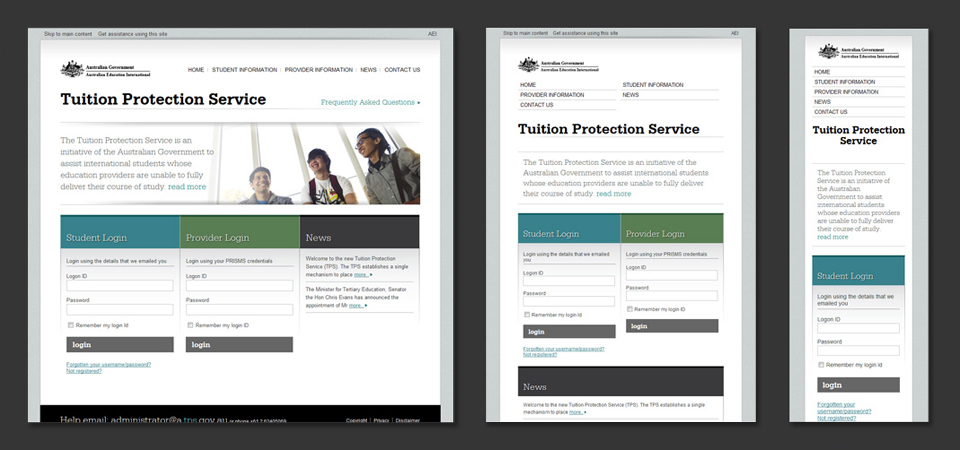 Skip to main content Get assistance using this site AEI
Australian Government
Australian Education International
HOME STUDENT INFORMATION PROVIDER INFORMATION NEWS CONTACT US
Tuition Protection Service
Frequently Asked Questions
The Tuition Protection Service is an
initiative of the Australian Government to
assist international students whose
education providers are unable to fully
deliver their course of study. read more
Student Login
Login using the details that we emailed you
Logon ID
Password
Remember my login Id
login
Forgotten your username/password?
Not registered?
Provider Login
Login using your PRISMS credentials
Logon ID
Password
Remember my login ID
login
News
Welcome to the new Tuition Protection
Service (TPS). The TPS establishes a single
mechanism to place more..
The Minister for Tertiary Education, Senator
the Hon Chris Evans has announced the
appointment of Mr more..
Help email: administrator@a.tps.gov.au or phone
Copyright | Privacy | Disclaimer
Skip to main content Get assistance using this site AEI
Australian Government
Australian Education International
HOME STUDENT INFORMATION
PROVIDER INFORMATION NEWS
CONTACT US
Tuition Protection Service
The Tuition Protection Service is an initiative of the
Australian Government to assist international students
whose education providers are unable to fully deliver
their course of study. read more
Student Login
Login using the details that we emailed
you
Logon ID
Password
Remember my login Id
login
Forgotten your username/password?
Not registered?
Provider Login
Login using your PRISMS credentials
Logon ID
Password
Remember my login ID
login
News
Welcome to the new Tuition Protection Service (TPS). The TPS establishes a single
mechanism to place more..
Australian Government
Australian Education International
HOME
STUDENT INFORMATION
PROVIDER INFORMATION
NEWS
CONTACT US
Tuition Protection
Service
The Tuition Protection
Service is an initiative of
the Australian
Government to assist
international students
whose education providers
are unable to fully deliver
their course of study.
read more
Student Login
Login using the details that we
emailed you
Logon ID
Password
Remember my login Id
login
Forgotten your
username/password?
Not registered?